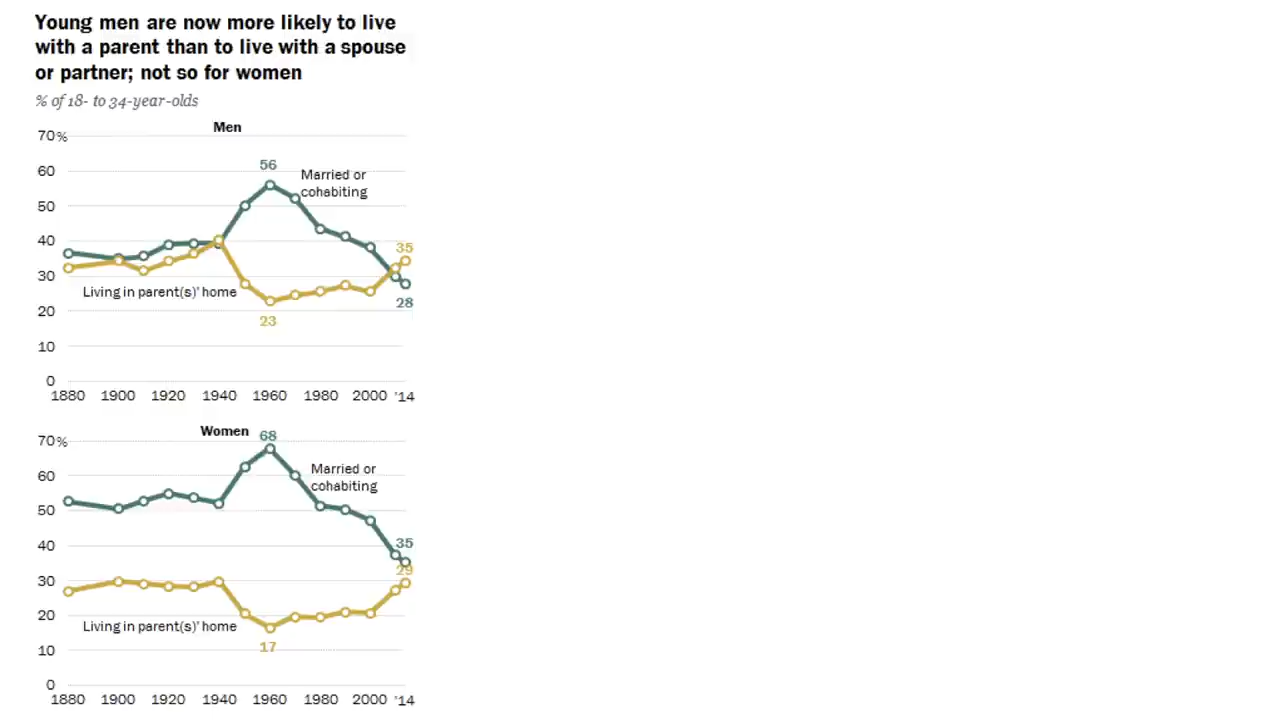 Young men are now more likely to live
with a parent than to live with a spouse
or partner; not so for women
% of 18- to 34-year-olds
Men
70%
60
50
40
30
20
10
0
56
Married or
cohabiting
35
Living in parent(s)' home
28
23
1880 1900 1920 1940 1960 1980 2000 '14
Women
70%
60
50
40
30
20
10
0
68
Married or
cohabiting
35
29
Living in parent(s)' home
17
1880 1900 1920 1940 1960 1980 2000 '14